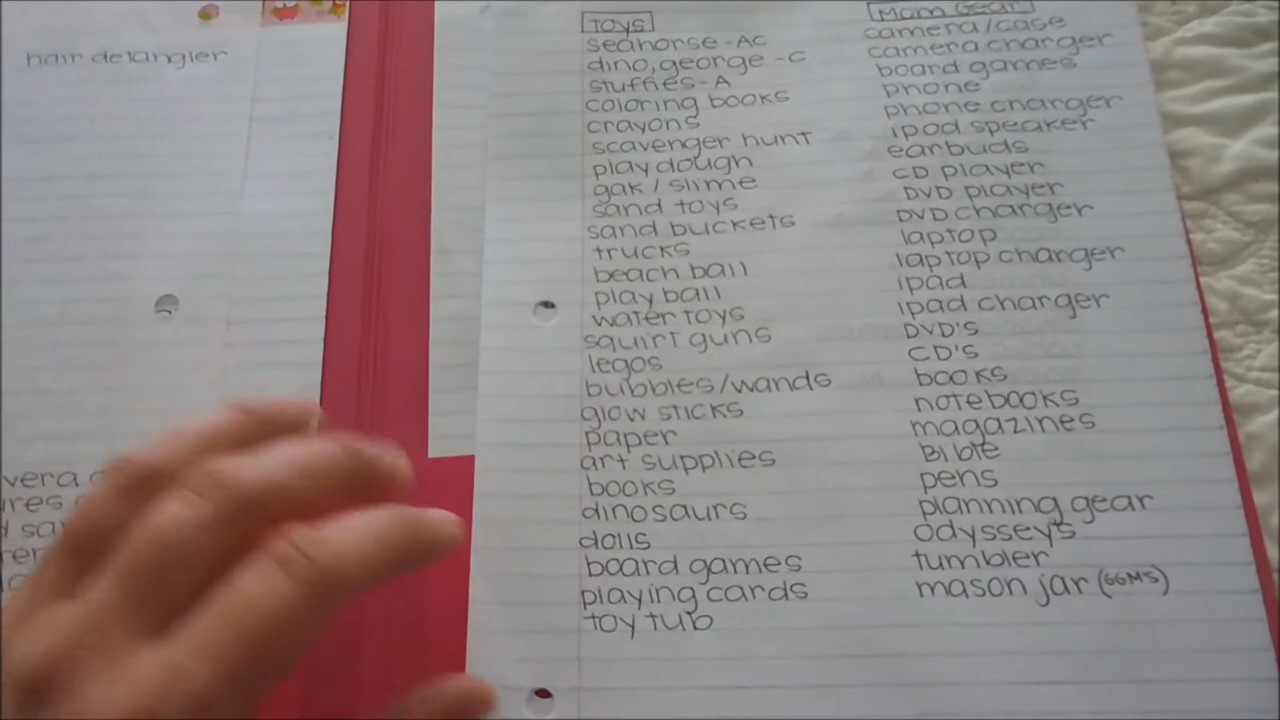 hair detangler
vera
Toys
seahorse - AC
dino, george - C
stuffies - A
coloring books
crayons
scavenger hunt
play dough
gak / slime
sand toys
sand buckets
trucks
beach ball
play ball
water toys
squirt guns
legos
bubbles/wands
glow sticks
paper
art supplies
books
dinosaurs
dolls
board games
playing cards
toy tub
Mom Gear
camera/case
camera charger
board games
phone
phone charger
ipod speaker
earbuds
CD player
DVD player
DVD charger
laptop
laptop charger
ipad
ipad charger
DVD'S
CD'S
books
notebooks
magazines
Bible
pens
planning gear
odyssey's
tumbler
mason jar (GGMS)